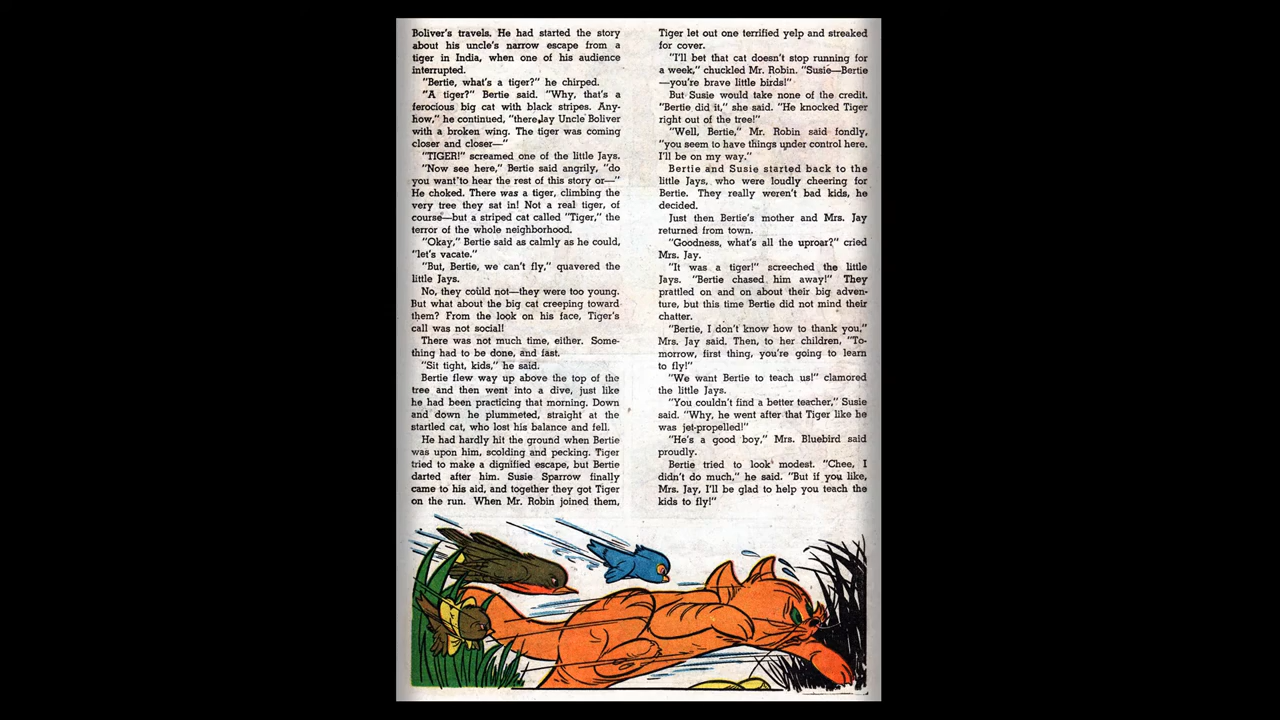 Boliver's travels. He had started the story
about his uncle's narrow escape from a
tiger in India, when one of his audience
interrupted.
"Bertie, what's a tiger?" he chirped.
"A tiger?" Bertie said. "Why, that's a
ferocious big cat with black stripes. Any-
how," he continued, "there lay Uncle Boliver
with a broken wing. The tiger was coming
closer and closer—"
"TIGER!" screamed one of the little Jays.
"Now see here," Bertie said angrily, "do
you want to hear the rest of this story or—"
He choked. There was a tiger, climbing the
very tree they sat in! Not a real tiger, of
course—but a striped cat called "Tiger," the
terror of the whole neighborhood.
"Okay," Bertie said as calmly as he could,
"let's vacate."
"But, Bertie, we can't fly," quavered the
little Jays.
No, they could not—they were too young.
But what about the big cat creeping toward
them? From the look on his face, Tiger's
call was not social!
There was not much time, either. Some-
thing had to be done, and fast.
"Sit tight, kids," he said.
Bertie flew way up above the top of the
tree and then went into a dive, just like
he had been practicing that morning. Down
and down he plummeted, straight at the
startled cat, who lost his balance and fell.
He had hardly hit the ground when Bertie
was upon him, scolding and pecking. Tiger
tried to make a dignified escape, but Bertie
darted after him. Susie Sparrow finally
came to his aid, and together they got Tiger
on the run. When Mr. Robin joined them,
Tiger let out one terrified yelp and streaked
for cover.
"I'll bet that cat doesn't stop running for
a week," chuckled Mr. Robin. "Susie—Bertie
—you're brave little birds!"
But Susie would take none of the credit.
"Bertie did it," she said. "He knocked Tiger
right out of the tree!"
"Well, Bertie," Mr. Robin said fondly,
"you seem to have things under control here.
I'll be on my way."
Bertie and Susie started back to the
little Jays, who were loudly cheering for
Bertie. They really weren't bad kids, he
decided.
Just then Bertie's mother and Mrs. Jay
returned from town.
"Goodness, what's all the uproar?" cried
Mrs. Jay.
"It was a tiger!" screeched the little
Jays. "Bertie chased him away!" They
prattled on and on about their big adven-
ture, but this time Bertie did not mind their
chatter.
"Bertie, I don't know how to thank you,"
Mrs. Jay said. Then, to her children, "To-
morrow, first thing, you're going to learn
to fly!"
"We want Bertie to teach us!" clamored
the little Jays.
"You couldn't find a better teacher," Susie
said. "Why, he went after that Tiger like he
was jet-propelled!"
"He's a good boy," Mrs. Bluebird said
proudly.
Bertie tried to look modest. "Chee, I
didn't do much," he said. "But if you like,
Mrs. Jay, I'll be glad to help you teach the
kids to fly!"